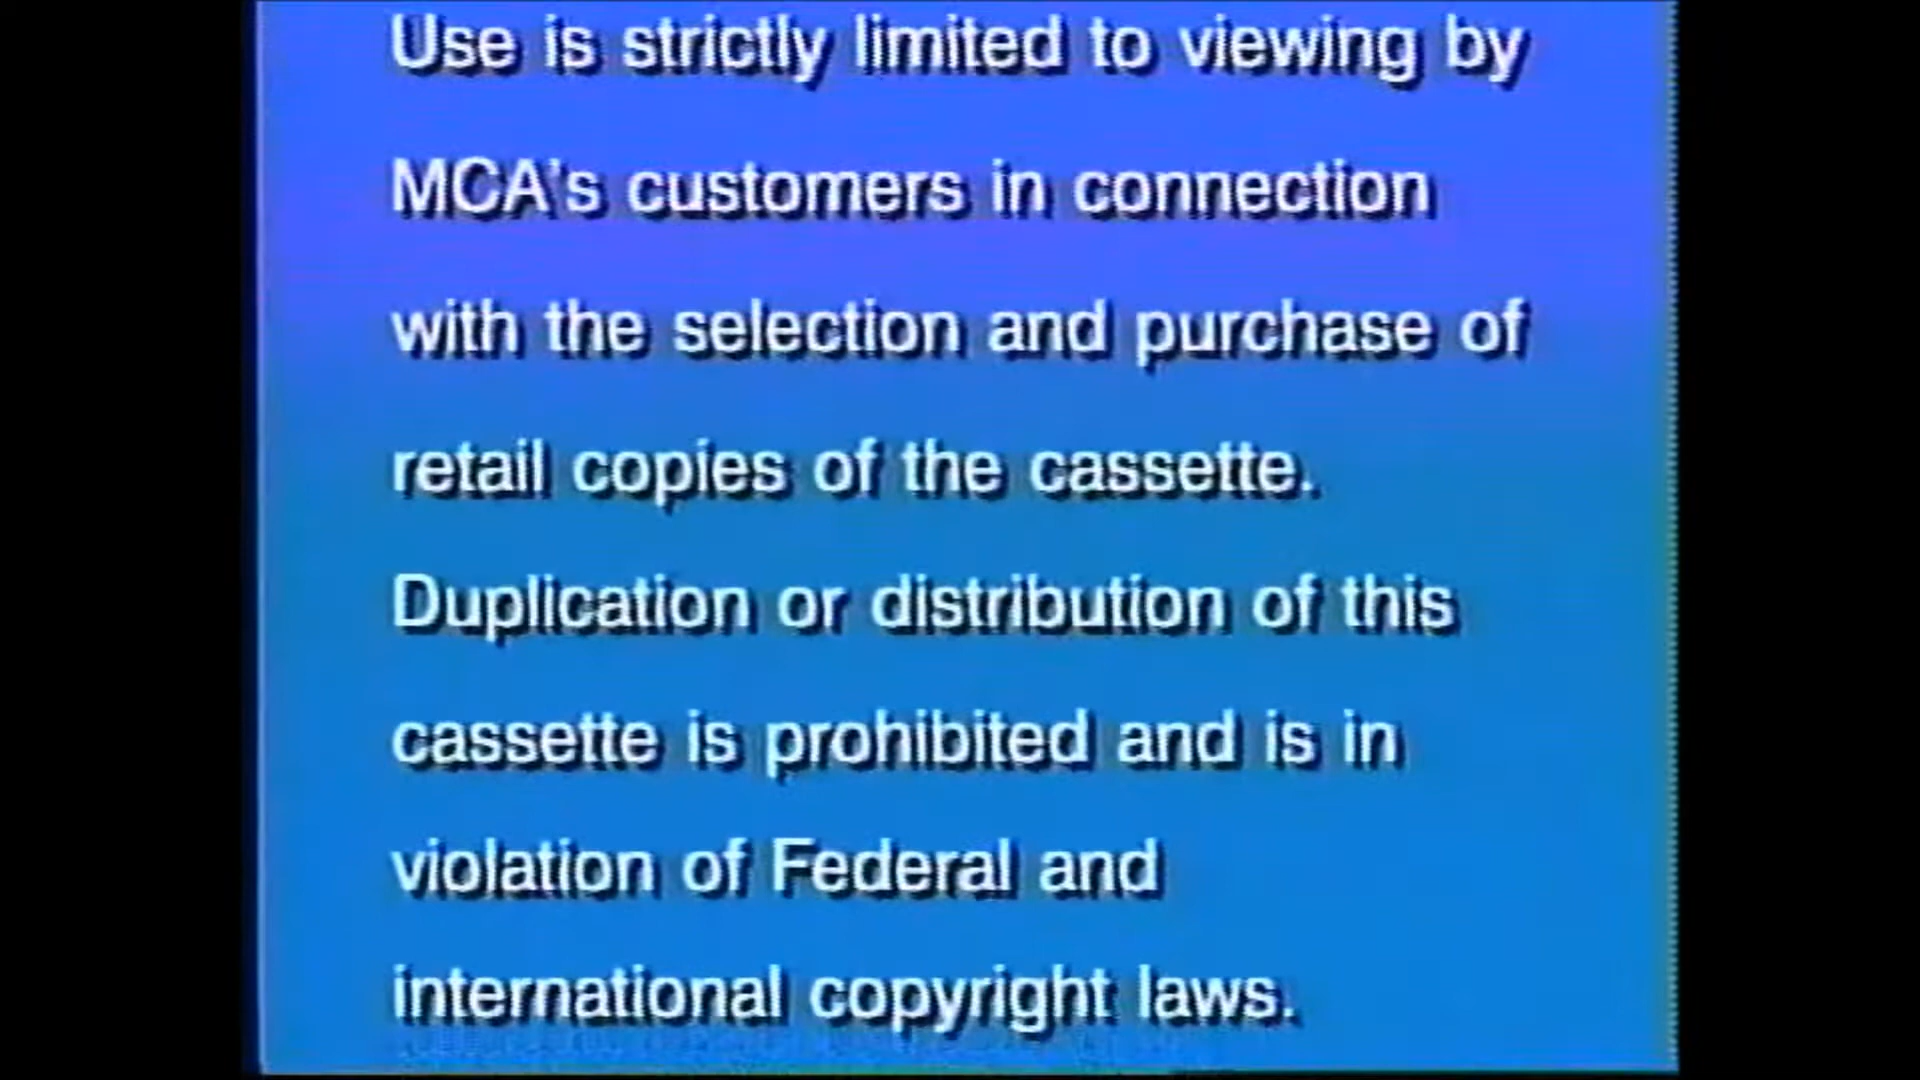 Use is strictly limited to viewing by
MCA's customers in connection
with the selection and purchase of
retail copies of the cassette.
Duplication or distribution of this
cassette is prohibited and is in
violation of Federal and
international copyright laws.